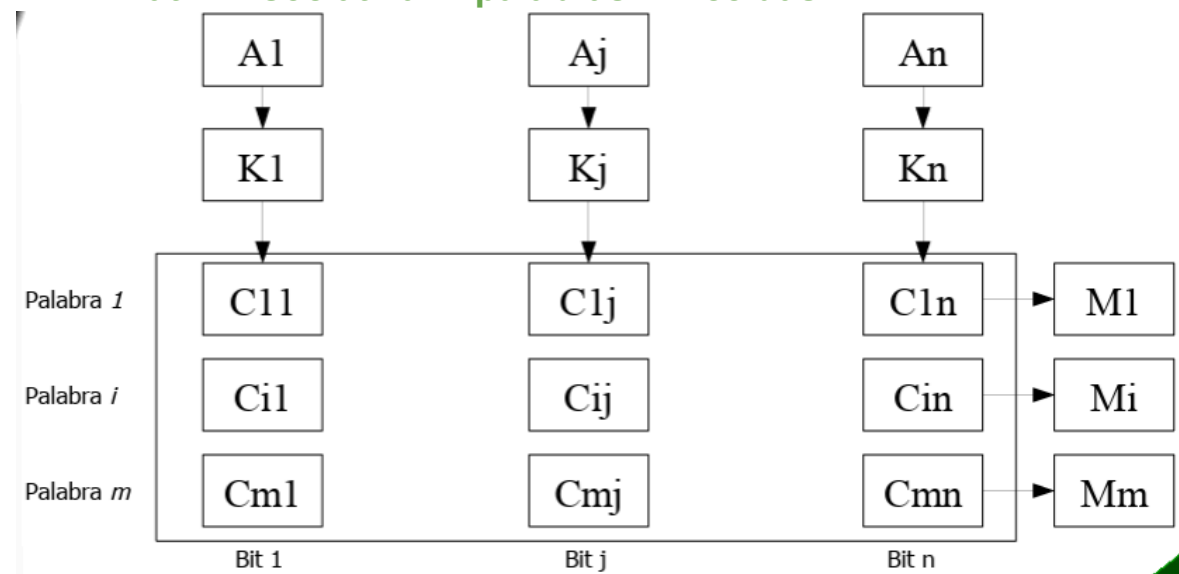 A1 Aj An
K1 Kj Kn
Palabra 1 C11 C1j C1n M1
Palabra i Ci1 Cij Cin Mi
Palabra m Cm1 Cmj Cmn Mm
Bit 1 Bit j Bit n